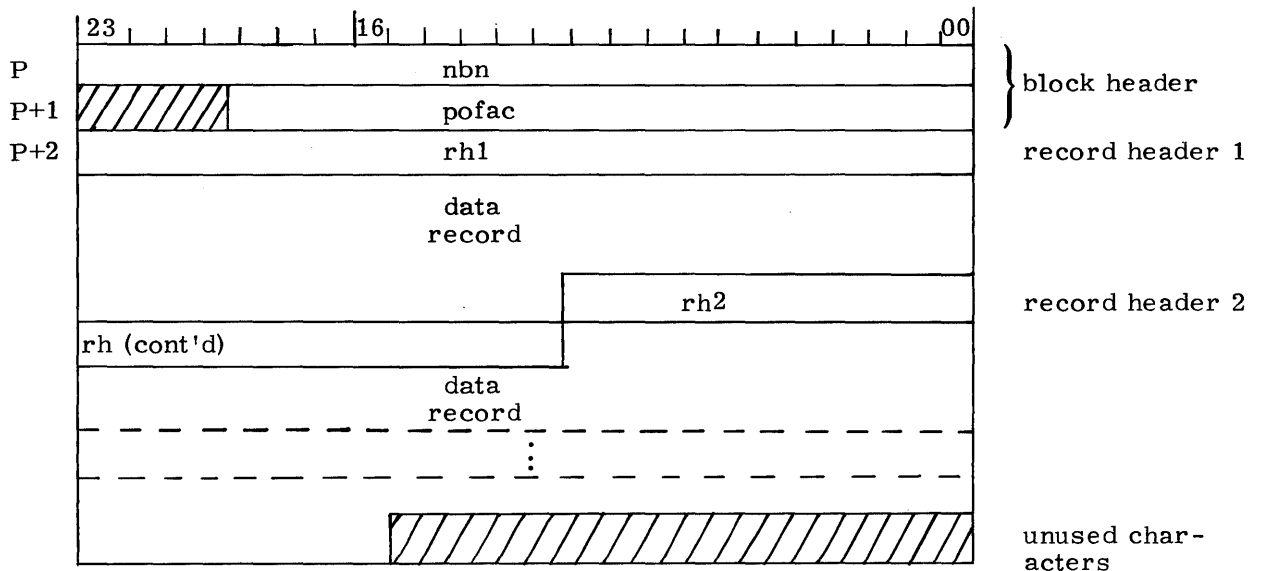 23 16 00
P nbn block header
P+1 pofac
P+2 rh1 record header 1
data
record
rh2 record header 2
rh (cont'd)
data
record
unused char-
acters